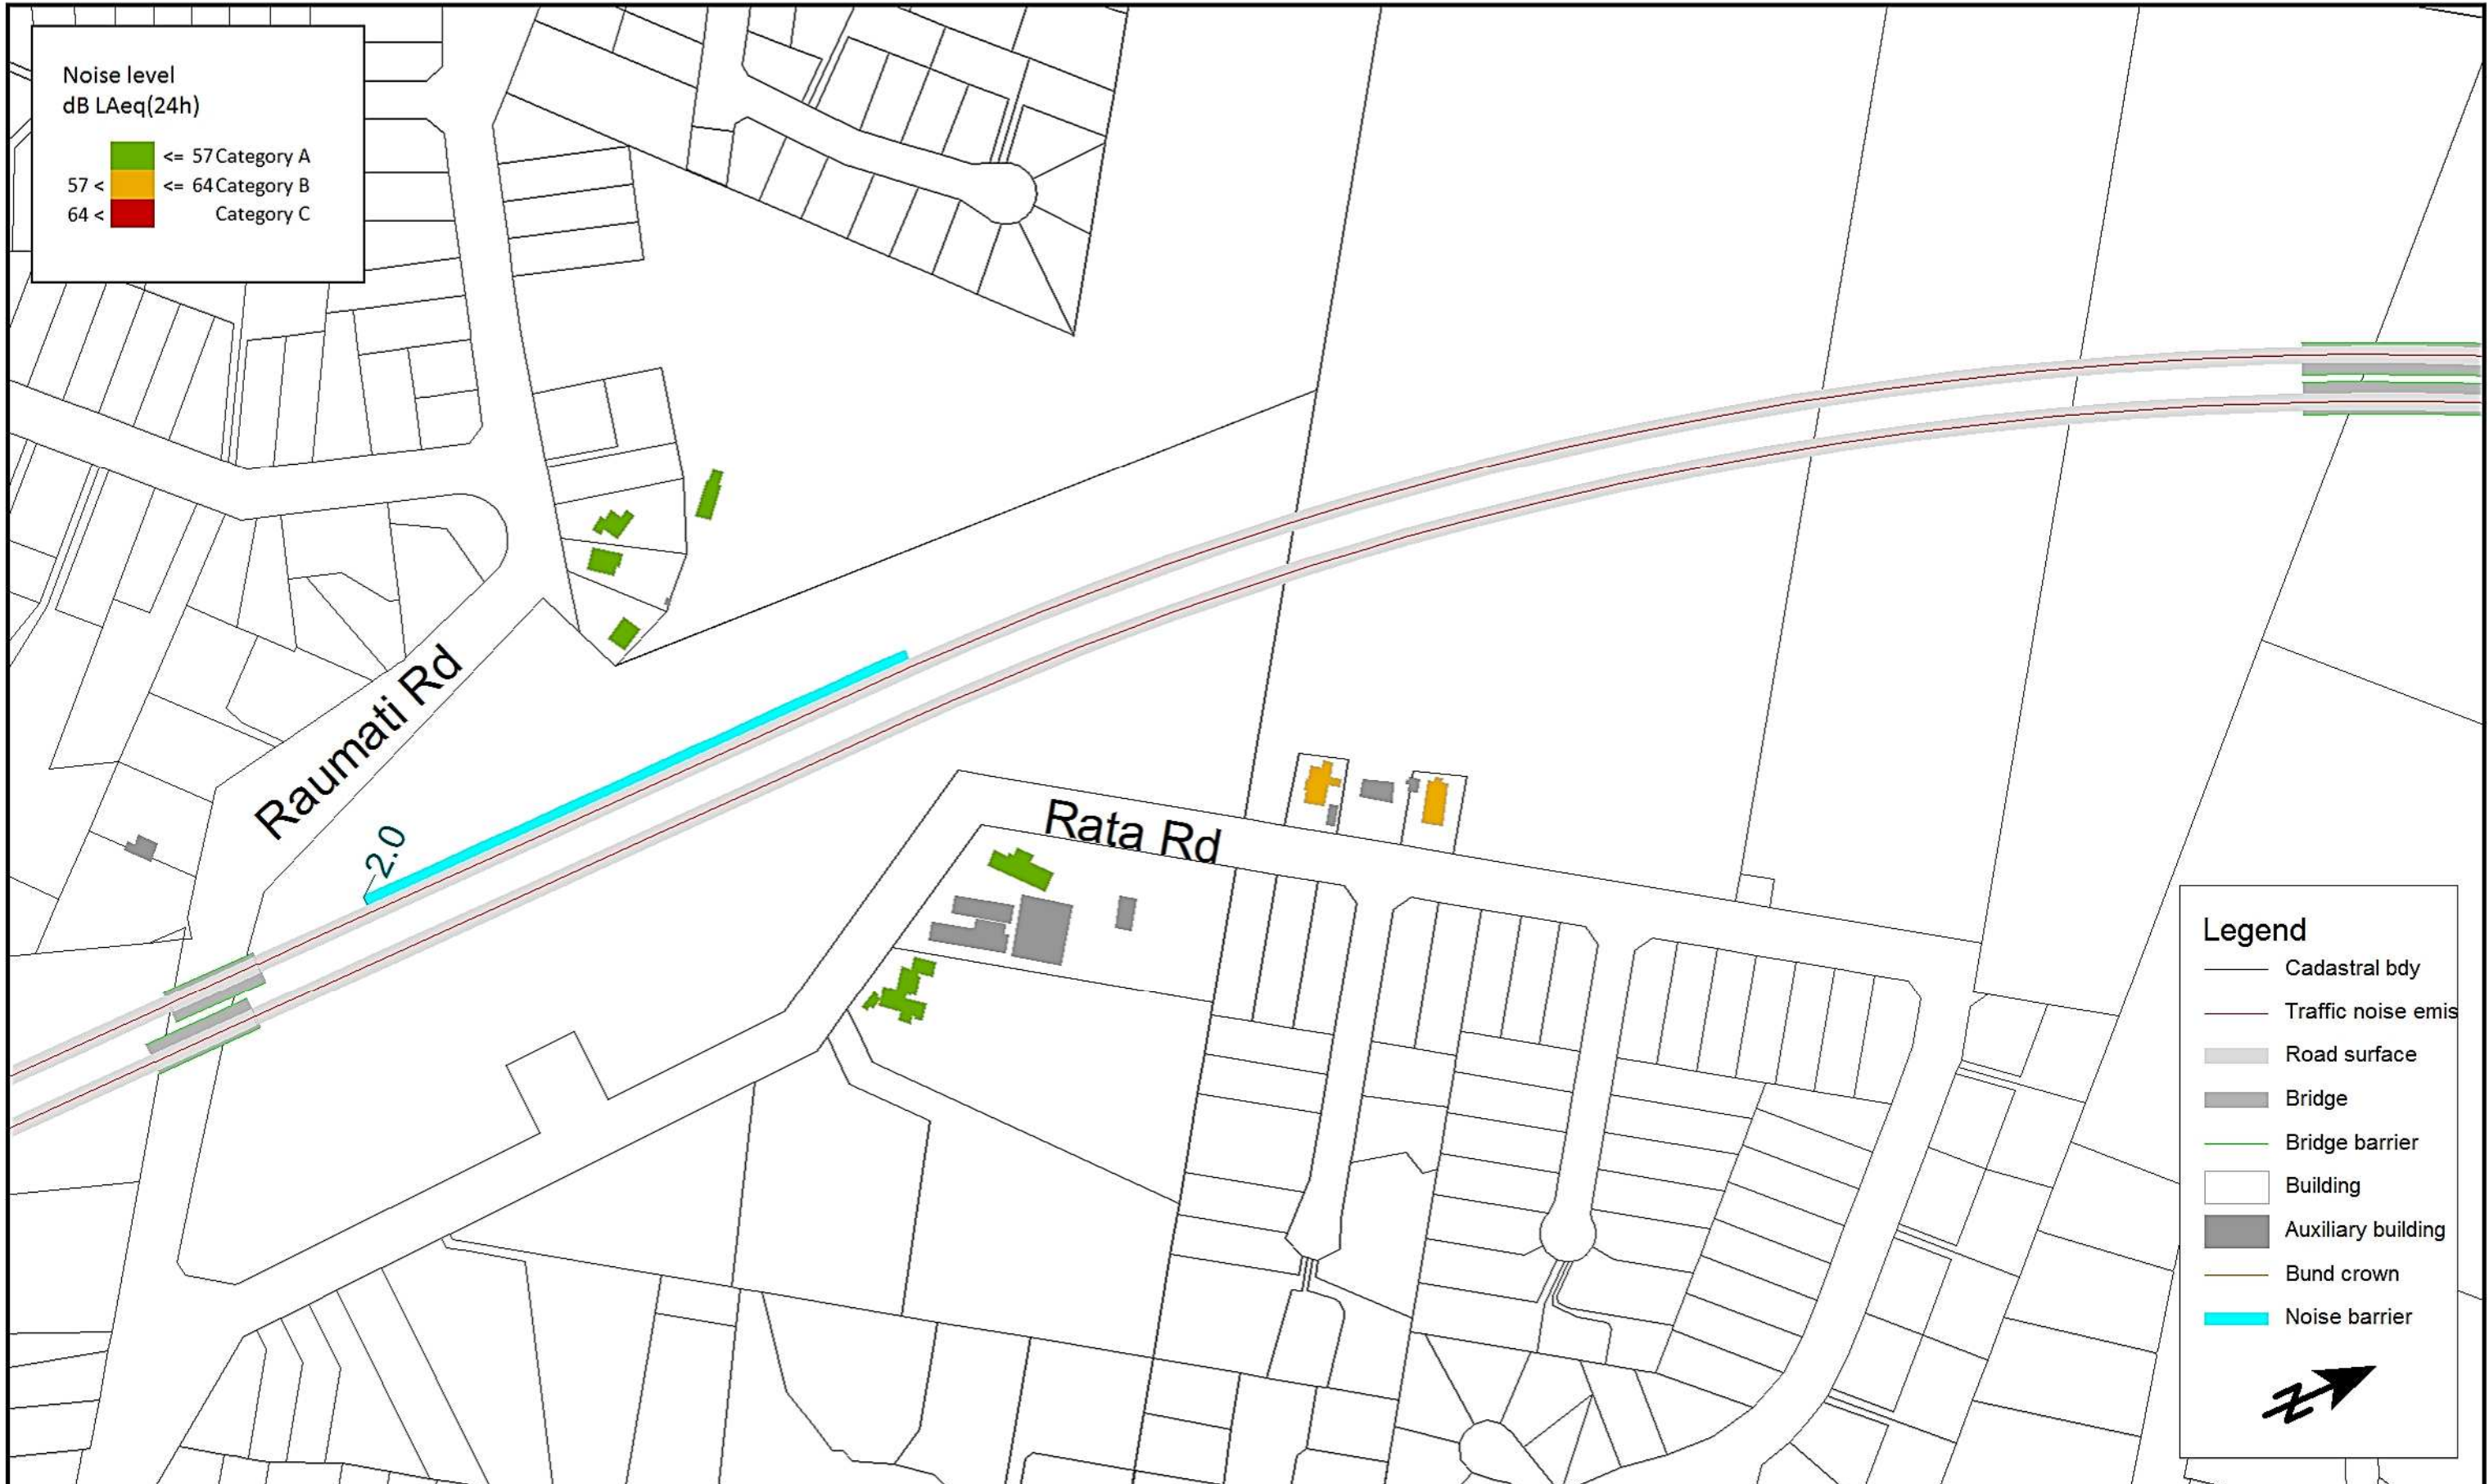 Noise level
dB LAeq(24h)
<= 57 Category A
57 < <= 64 Category B
64 < Category C
Raumati Rd
2.0
Rata Rd
Legend
Cadastral bdy
Traffic noise emis
Road surface
Bridge
Bridge barrier
Building
Auxiliary building
Bund crown
Noise barrier
N